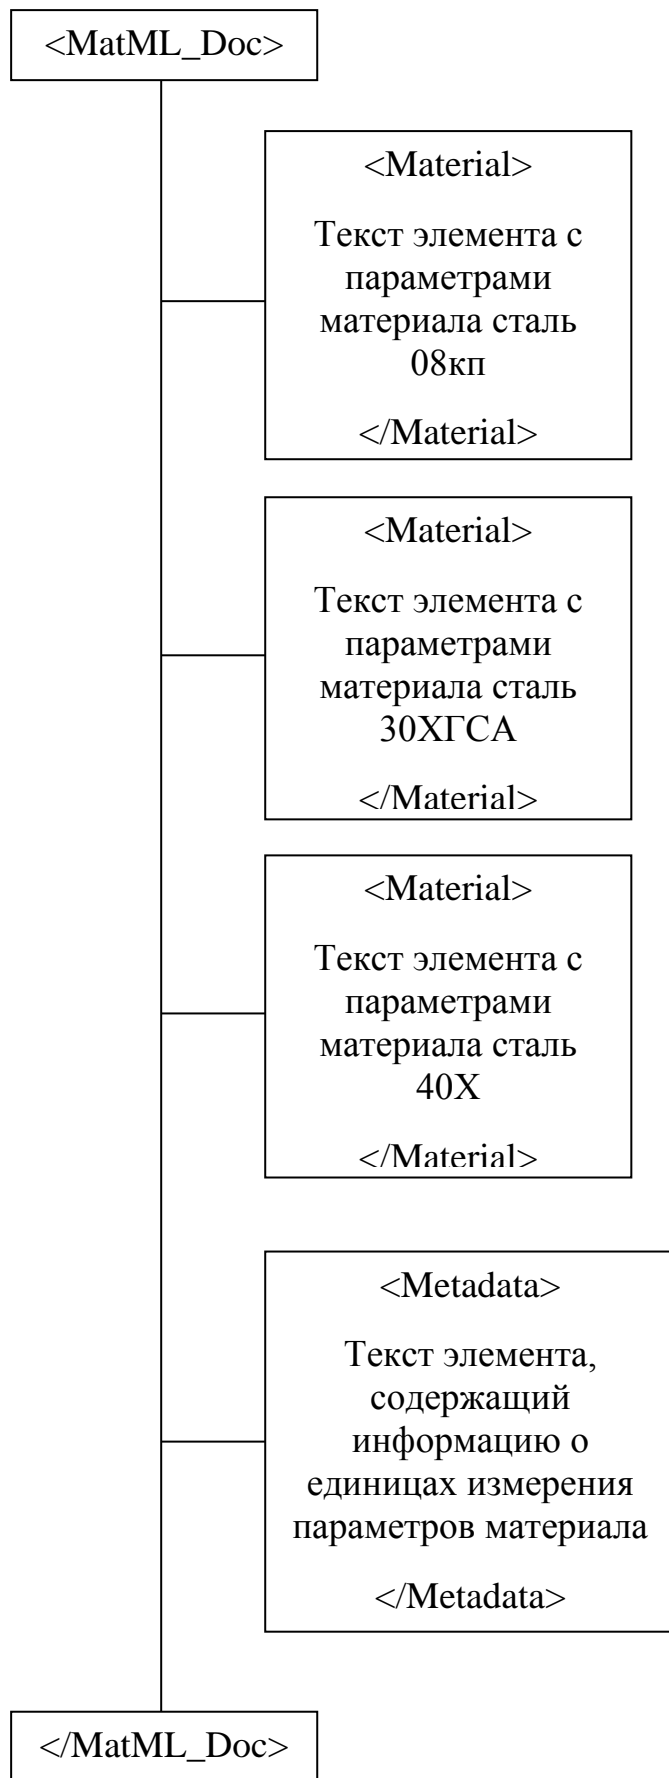 <MatML_Doc>
<Material>
Текст элемента с
параметрами
материала сталь
08кп
</Material>
<Material>
Текст элемента с
параметрами
материала сталь
30ХГСА
</Material>
<Material>
Текст элемента с
параметрами
материала сталь
40Х
</Material>
<Metadata>
Текст элемента,
содержащий
информацию о
единицах измерения
параметров материала
</Metadata>
</MatML_Doc>